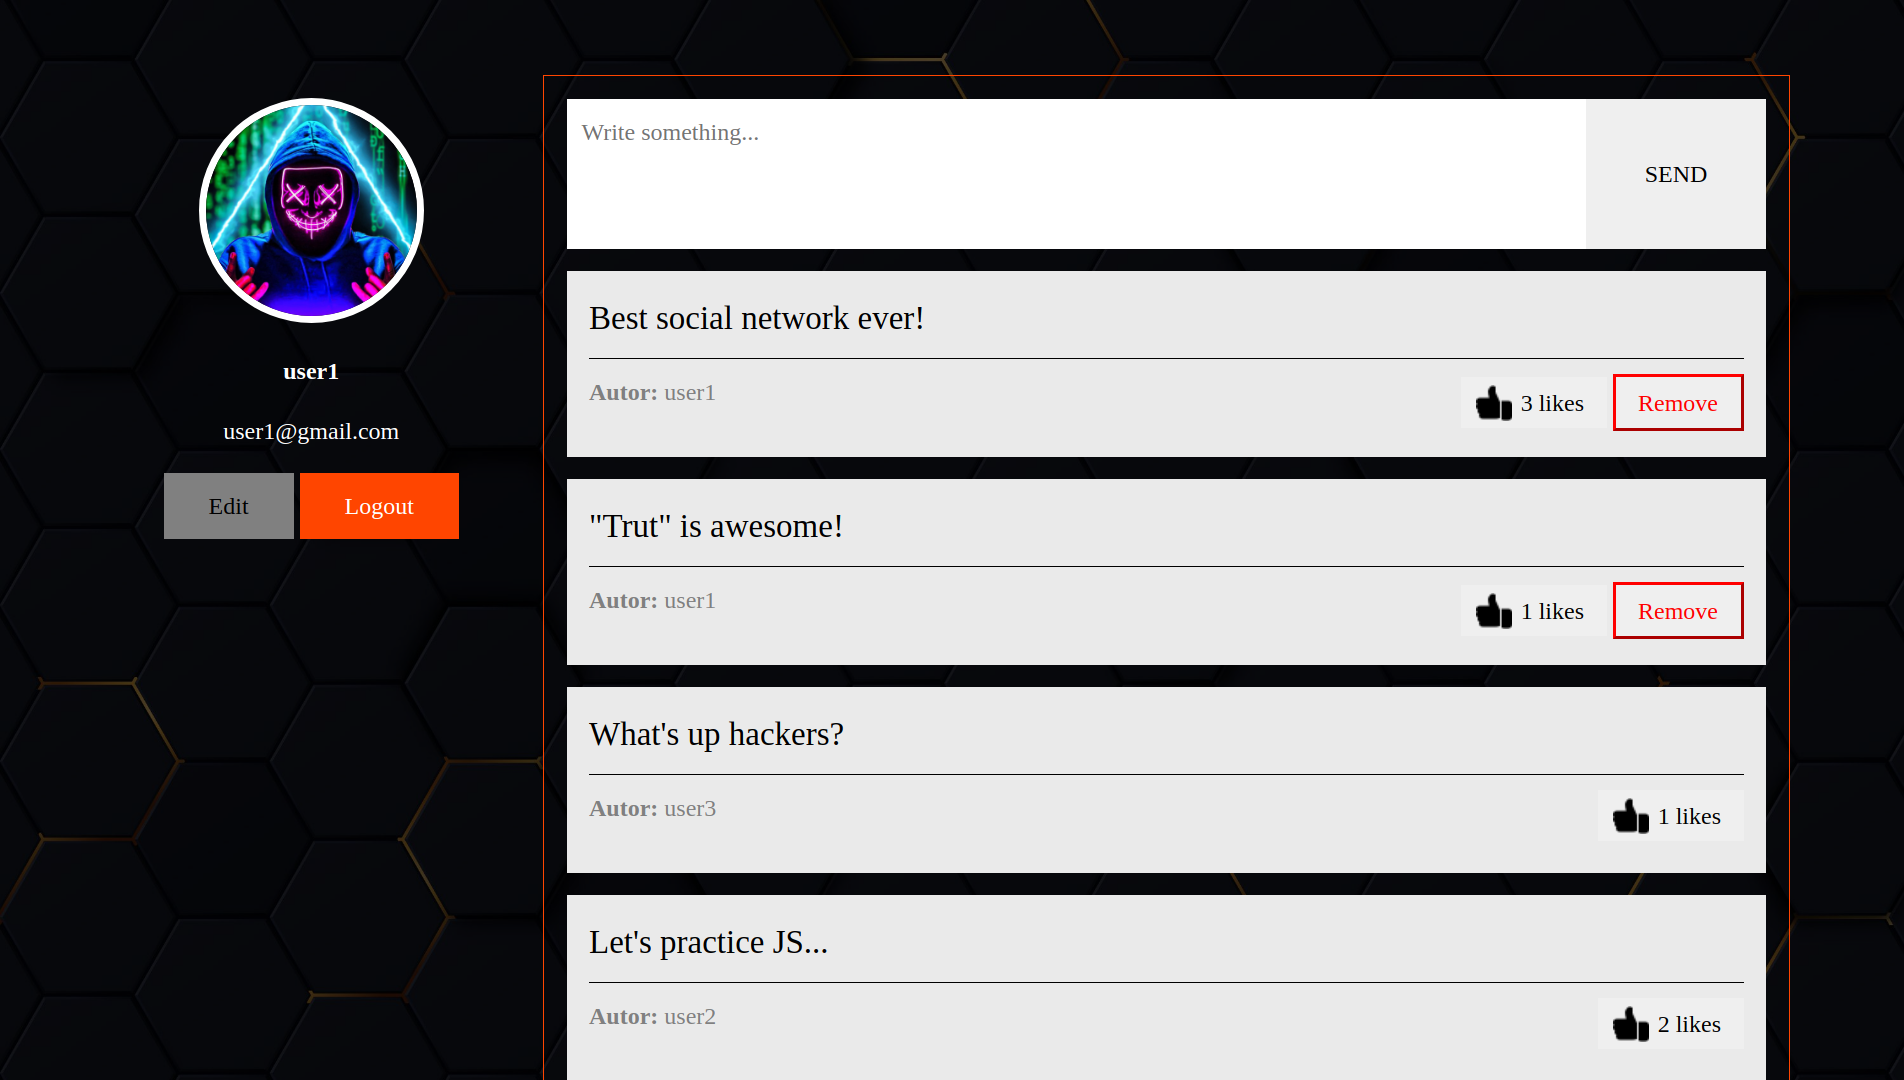 user1
user1@gmail.com
Edit
Logout
Write something...
SEND
Best social network ever!
Autor: user1
3 likes
Remove
"Trut" is awesome!
Autor: user1
1 likes
Remove
What's up hackers?
Autor: user3
1 likes
Let's practice JS...
Autor: user2
2 likes